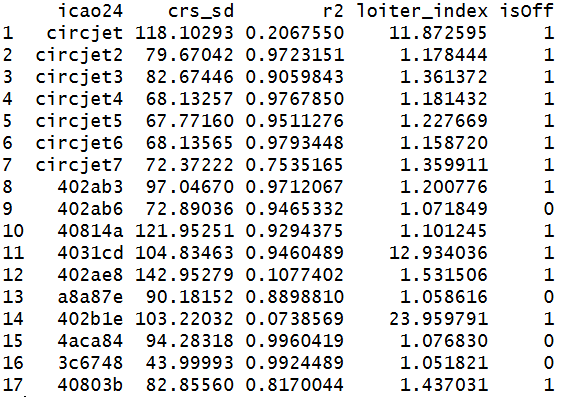 icao24 crs_sd r2 loiter_index isOff
1 circjet 118.10293 0.2067550 11.872595 1
2 circjet2 79.67042 0.9723151 1.178444 1
3 circjet3 82.67446 0.9059843 1.361372 1
4 circjet4 68.13257 0.9767850 1.181432 1
5 circjet5 67.77160 0.9511276 1.227669 1
6 circjet6 68.13565 0.9793448 1.158720 1
7 circjet7 72.37222 0.7535165 1.359911 1
8 402ab3 97.04670 0.9712067 1.200776 1
9 402ab6 72.89036 0.9465332 1.071849 0
10 40814a 121.95251 0.9294375 1.101245 1
11 4031cd 104.83463 0.9460489 12.934036 1
12 402ae8 142.95279 0.1077402 1.531506 1
13 a8a87e 90.18152 0.8898810 1.058616 0
14 402b1e 103.22032 0.0738569 23.959791 1
15 4aca84 94.28318 0.9960419 1.076830 0
16 3c6748 43.99993 0.9924489 1.051821 0
17 40803b 82.85560 0.8170044 1.437031 1